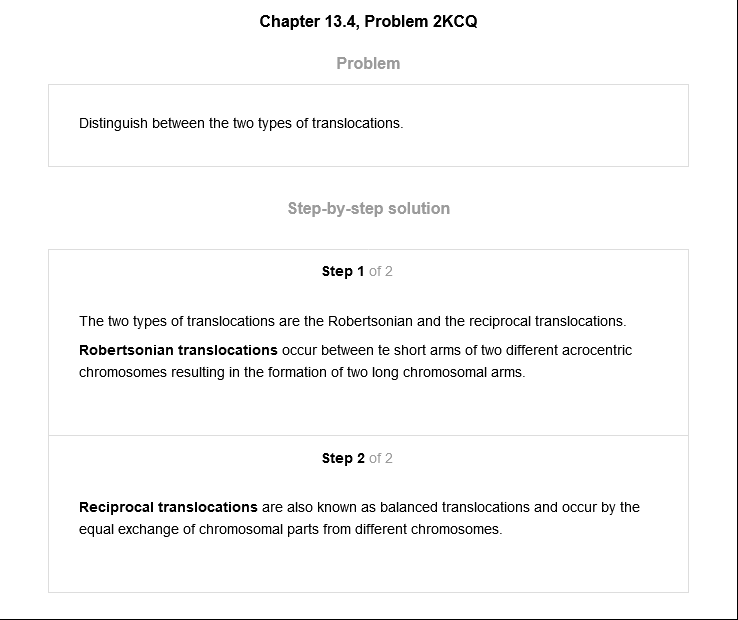 Chapter 13.4, Problem 2KCQ
Problem
Distinguish between the two types of translocations.
Step-by-step solution
Step 1 of 2
The two types of translocations are the Robertsonian and the reciprocal translocations.
Robertsonian translocations occur between te short arms of two different acrocentric
chromosomes resulting in the formation of two long chromosomal arms.
Step 2 of 2
Reciprocal translocations are also known as balanced translocations and occur by the
equal exchange of chromosomal parts from different chromosomes.